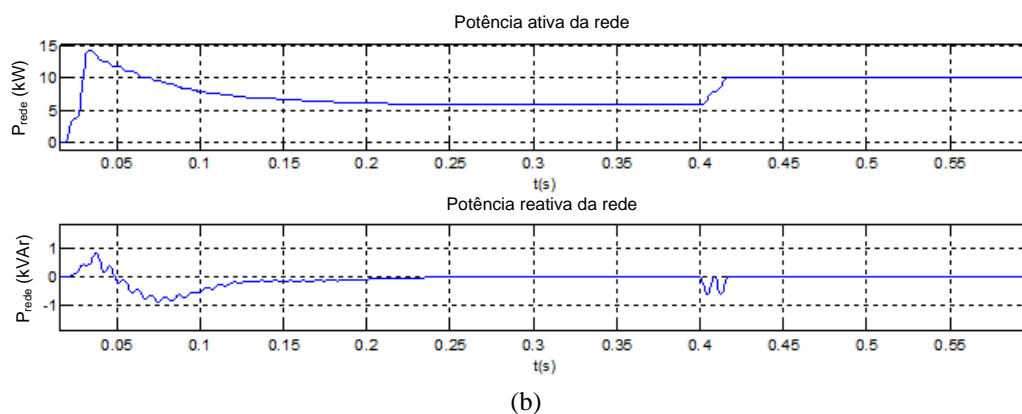 Potência ativa da rede
P_rede (kW)
15
10
5
0
0.05 0.1 0.15 0.2 0.25 0.3 0.35 0.4 0.45 0.5 0.55
t(s)
Potência reativa da rede
P_rede (kVAr)
1
0
-1
0.05 0.1 0.15 0.2 0.25 0.3 0.35 0.4 0.45 0.5 0.55
t(s)
(b)